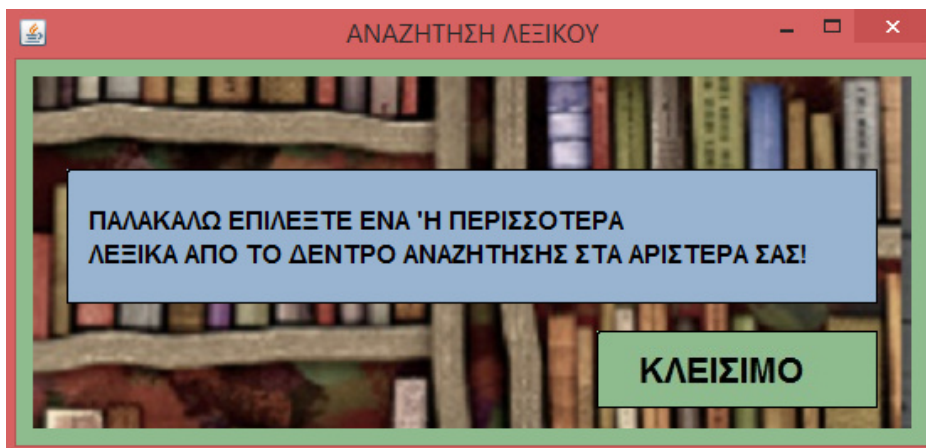 ΑΝΑΖΗΤΗΣΗ ΛΕΞΙΚΟΥ
ΠΑΛΑΚΑΛΩ ΕΠΙΛΕΞΤΕ ΕΝΑ 'Η ΠΕΡΙΣΣΟΤΕΡΑ
ΛΕΞΙΚΑ ΑΠΟ ΤΟ ΔΕΝΤΡΟ ΑΝΑΖΗΤΗΣΗΣ ΣΤΑ ΑΡΙΣΤΕΡΑ ΣΑΣ!
ΚΛΕΙΣΙΜΟ